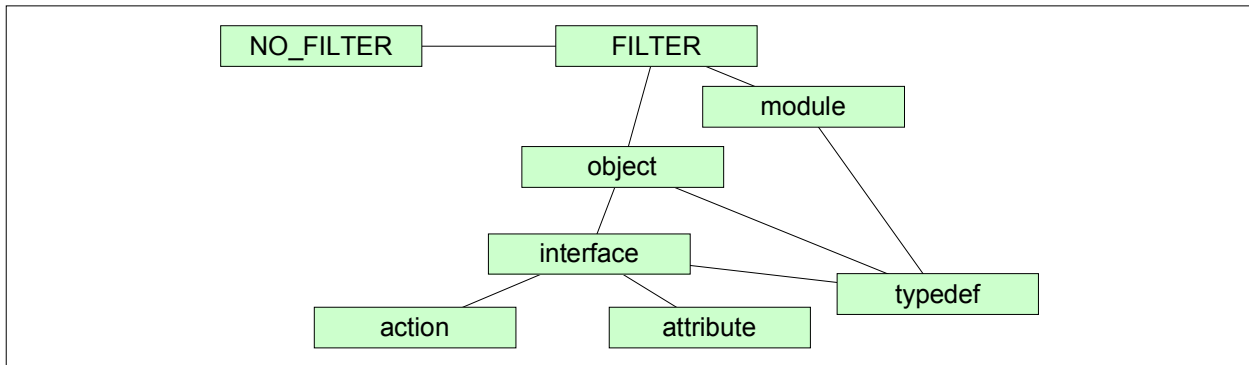 NO_FILTER
FILTER
module
object
interface
typedef
action
attribute